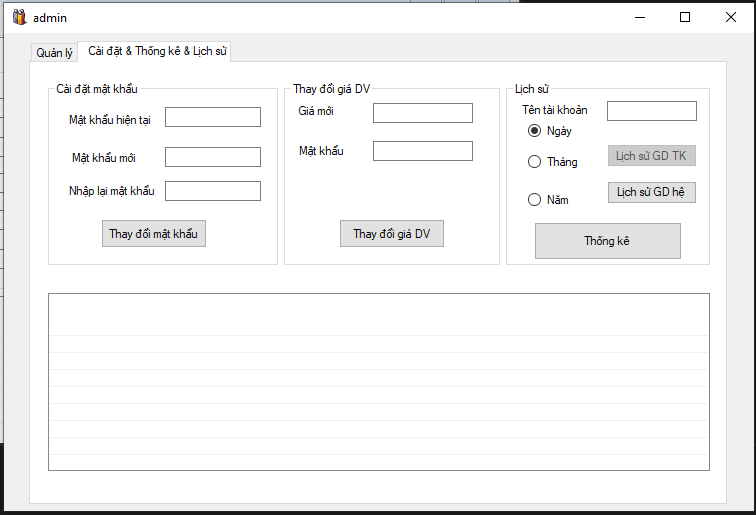 admin
Quản lý
Cài đặt & Thống kê & Lịch sử
Cài đặt mật khẩu
Mật khẩu hiện tại
Mật khẩu mới
Nhập lại mật khẩu
Thay đổi mật khẩu
Thay đổi giá DV
Giá mới
Mật khẩu
Thay đổi giá DV
Lịch sử
Tên tài khoản
Ngày
Tháng
Lịch sử GD TK
Năm
Lịch sử GD hệ
Thống kê